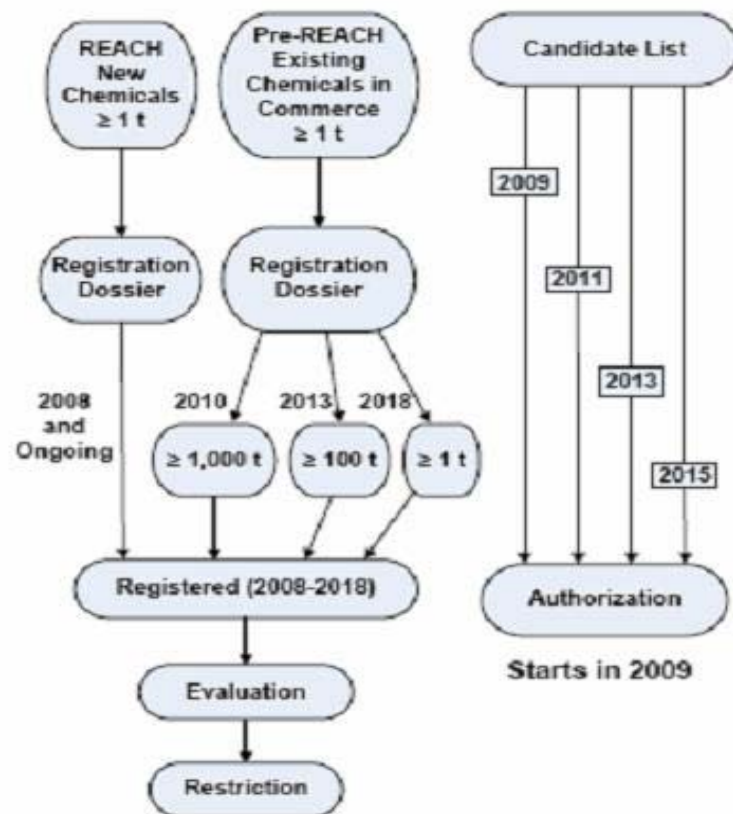 REACH
New
Chemicals
≥ 1 t
Pre-REACH
Existing
Chemicals in
Commerce
≥ 1 t
Candidate List
Registration
Dossier
Registration
Dossier
2009
2011
2013
2015
2008
and
Ongoing
2010
2013
2018
≥ 1,000 t
≥ 100 t
≥ 1 t
Registered (2008-2018)
Authorization
Starts in 2009
Evaluation
Restriction